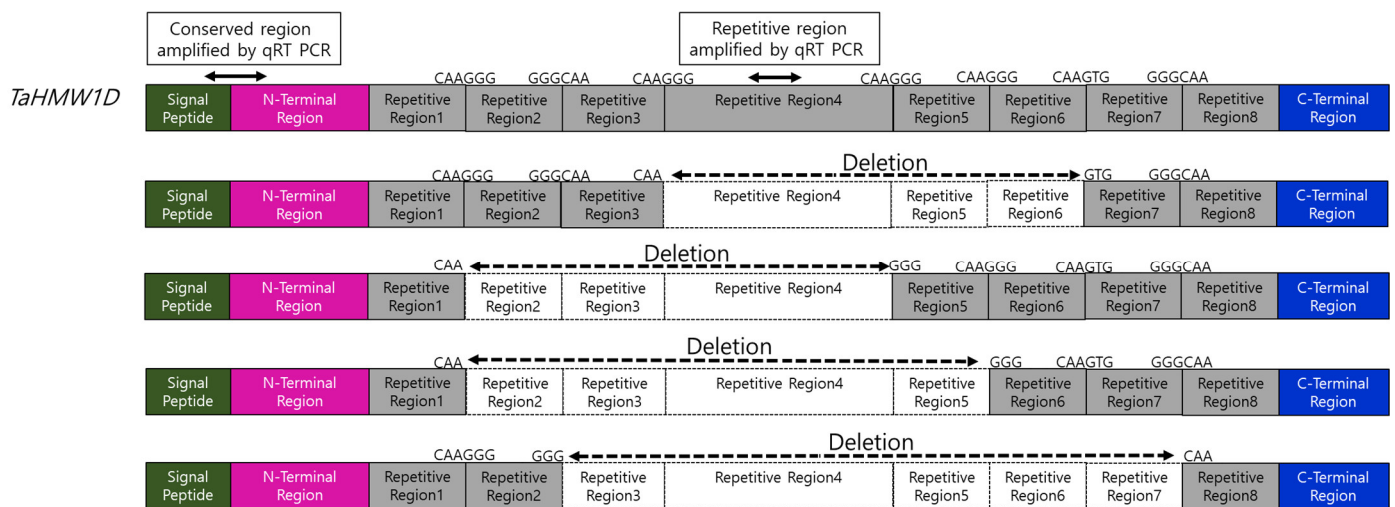 Conserved region
amplified by qRT PCR
Repetitive region
amplified by qRT PCR
CAAGGG GGGCAA CAAGGG CAAGGG CAAGGG CAAGTG GGGCAA
TaHMW1D
Signal Peptide
N-Terminal Region
Repetitive Region1
Repetitive Region2
Repetitive Region3
Repetitive Region4
Repetitive Region5
Repetitive Region6
Repetitive Region7
Repetitive Region8
C-Terminal Region
Deletion
CAAGGG GGGCAA CAA GTG GGGCAA
Signal Peptide
N-Terminal Region
Repetitive Region1
Repetitive Region2
Repetitive Region3
Repetitive Region4
Repetitive Region5
Repetitive Region6
Repetitive Region7
Repetitive Region8
C-Terminal Region
Deletion
CAA GGG CAAGGG CAAGTG GGGCAA
Signal Peptide
N-Terminal Region
Repetitive Region1
Repetitive Region2
Repetitive Region3
Repetitive Region4
Repetitive Region5
Repetitive Region6
Repetitive Region7
Repetitive Region8
C-Terminal Region
Deletion
CAA GGG CAAGTG GGGCAA
Signal Peptide
N-Terminal Region
Repetitive Region1
Repetitive Region2
Repetitive Region3
Repetitive Region4
Repetitive Region5
Repetitive Region6
Repetitive Region7
Repetitive Region8
C-Terminal Region
Deletion
CAAGGG GGG CAA
Signal Peptide
N-Terminal Region
Repetitive Region1
Repetitive Region2
Repetitive Region3
Repetitive Region4
Repetitive Region5
Repetitive Region6
Repetitive Region7
Repetitive Region8
C-Terminal Region